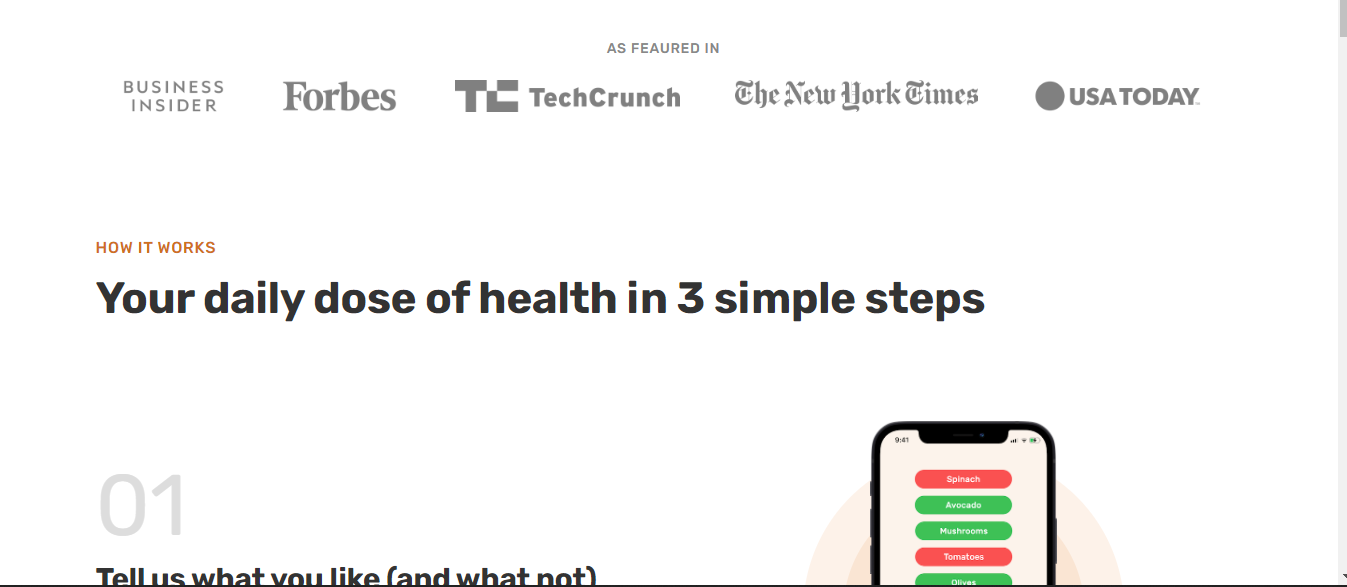 AS FEAURED IN
BUSINESS
INSIDER
Forbes
TC TechCrunch
The New York Times
USA TODAY
HOW IT WORKS
Your daily dose of health in 3 simple steps
01
Tell us what you like (and what not)
9:41
Spinach
Avocado
Mushrooms
Tomatoes
Olives